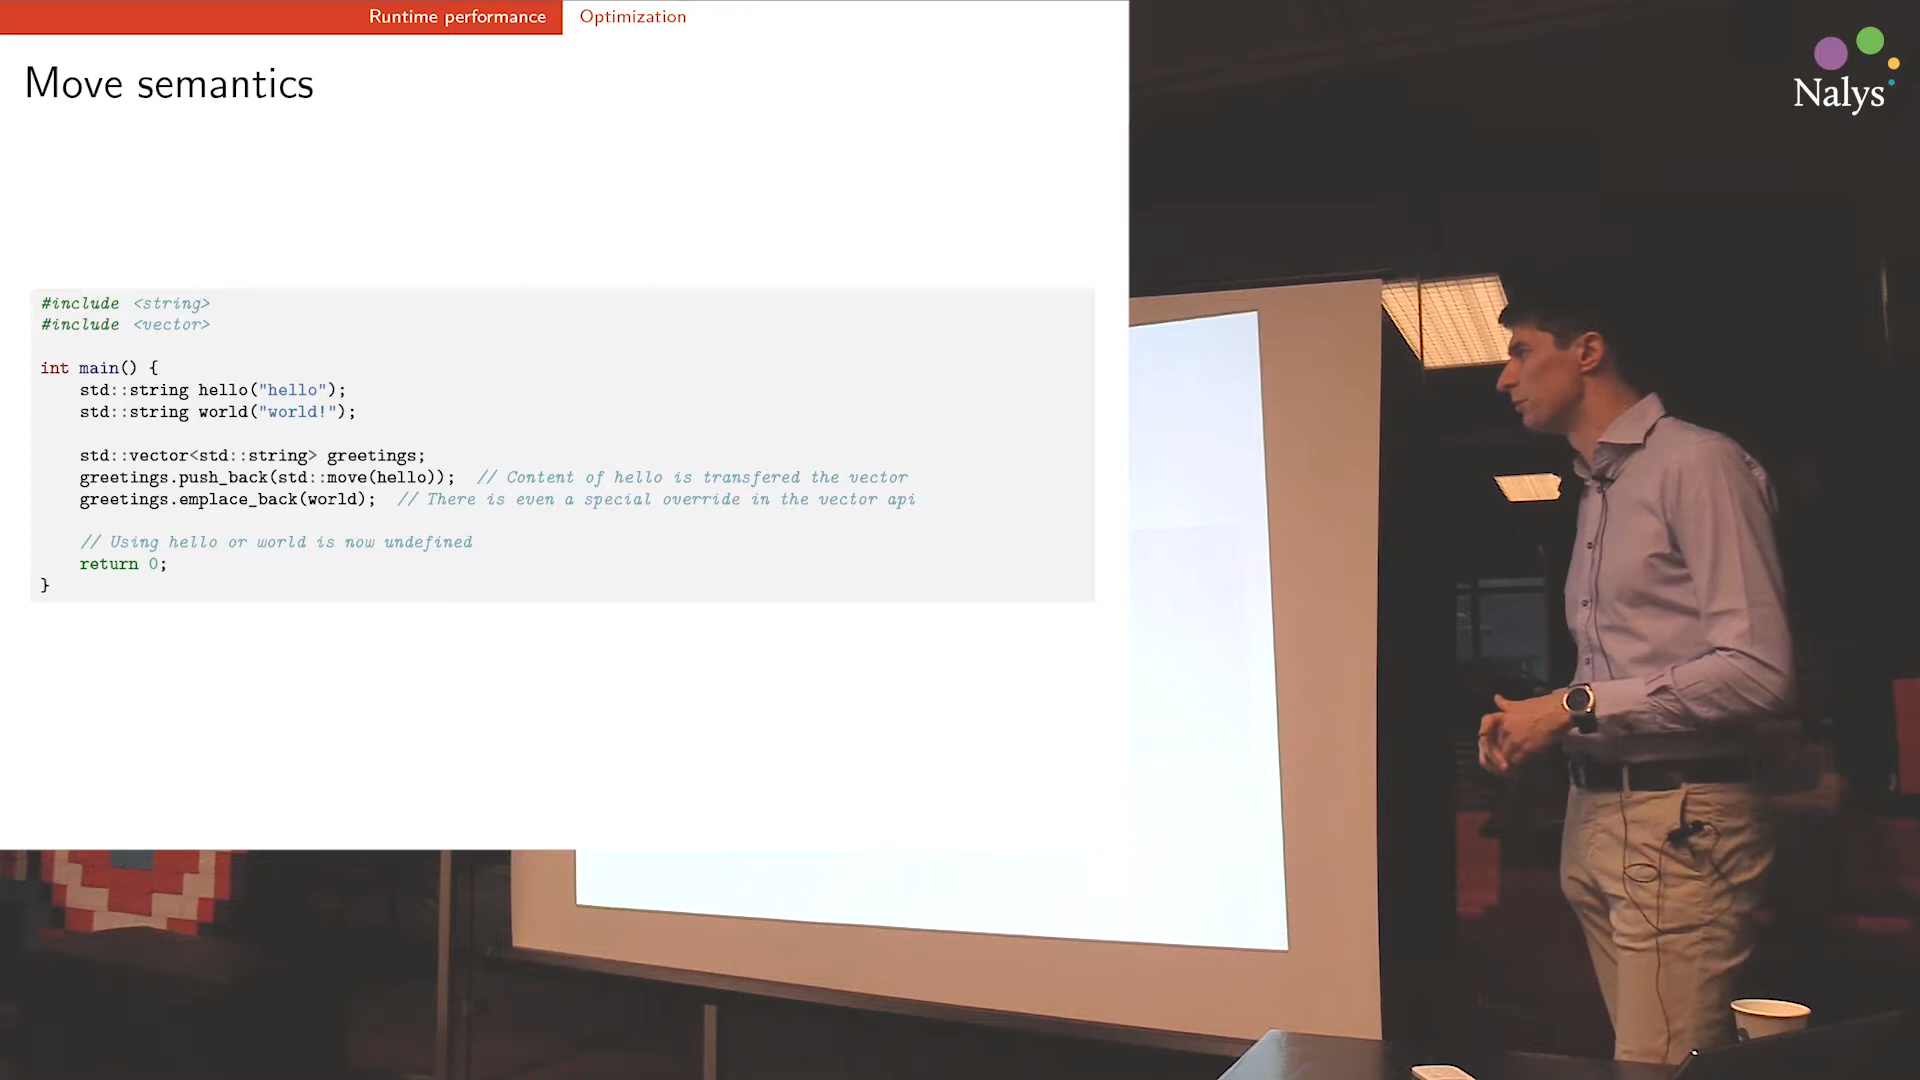 Runtime performance Optimization
Move semantics
Nalys
#include <string>
#include <vector>
int main() {
std::string hello("hello");
std::string world("world!");
std::vector<std::string> greetings;
greetings.push_back(std::move(hello)); // Content of hello is transfered the vector
greetings.emplace_back(world); // There is even a special override in the vector api
// Using hello or world is now undefined
return 0;
}